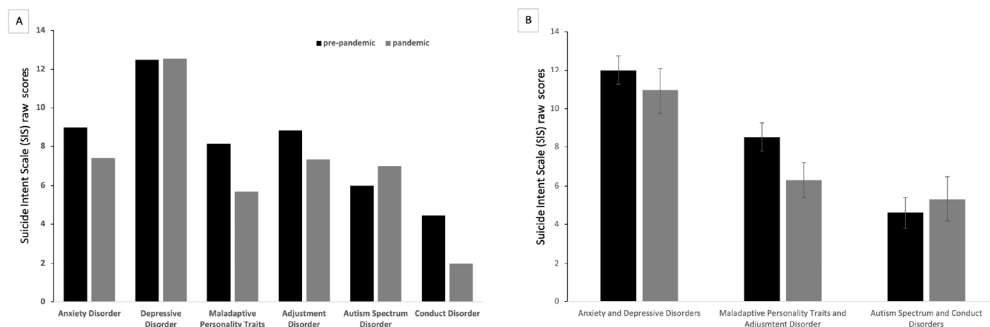 A
pre-pandemic
pandemic
Suicide Intent Scale (SIS) raw scores
14
12
10
8
6
4
2
0
Anxiety Disorder
Depressive
Disorder
Maladaptive
Personality Traits
Adjustment
Disorder
Autism Spectrum
Disorder
Conduct Disorder
B
Suicide Intent Scale (SIS) raw scores
14
12
10
8
6
4
2
0
Anxiety and Depressive Disorders
Maladaptive Personality Traits and
Adjusmtent Disorder
Autism Spectrum and Conduct
Disorders